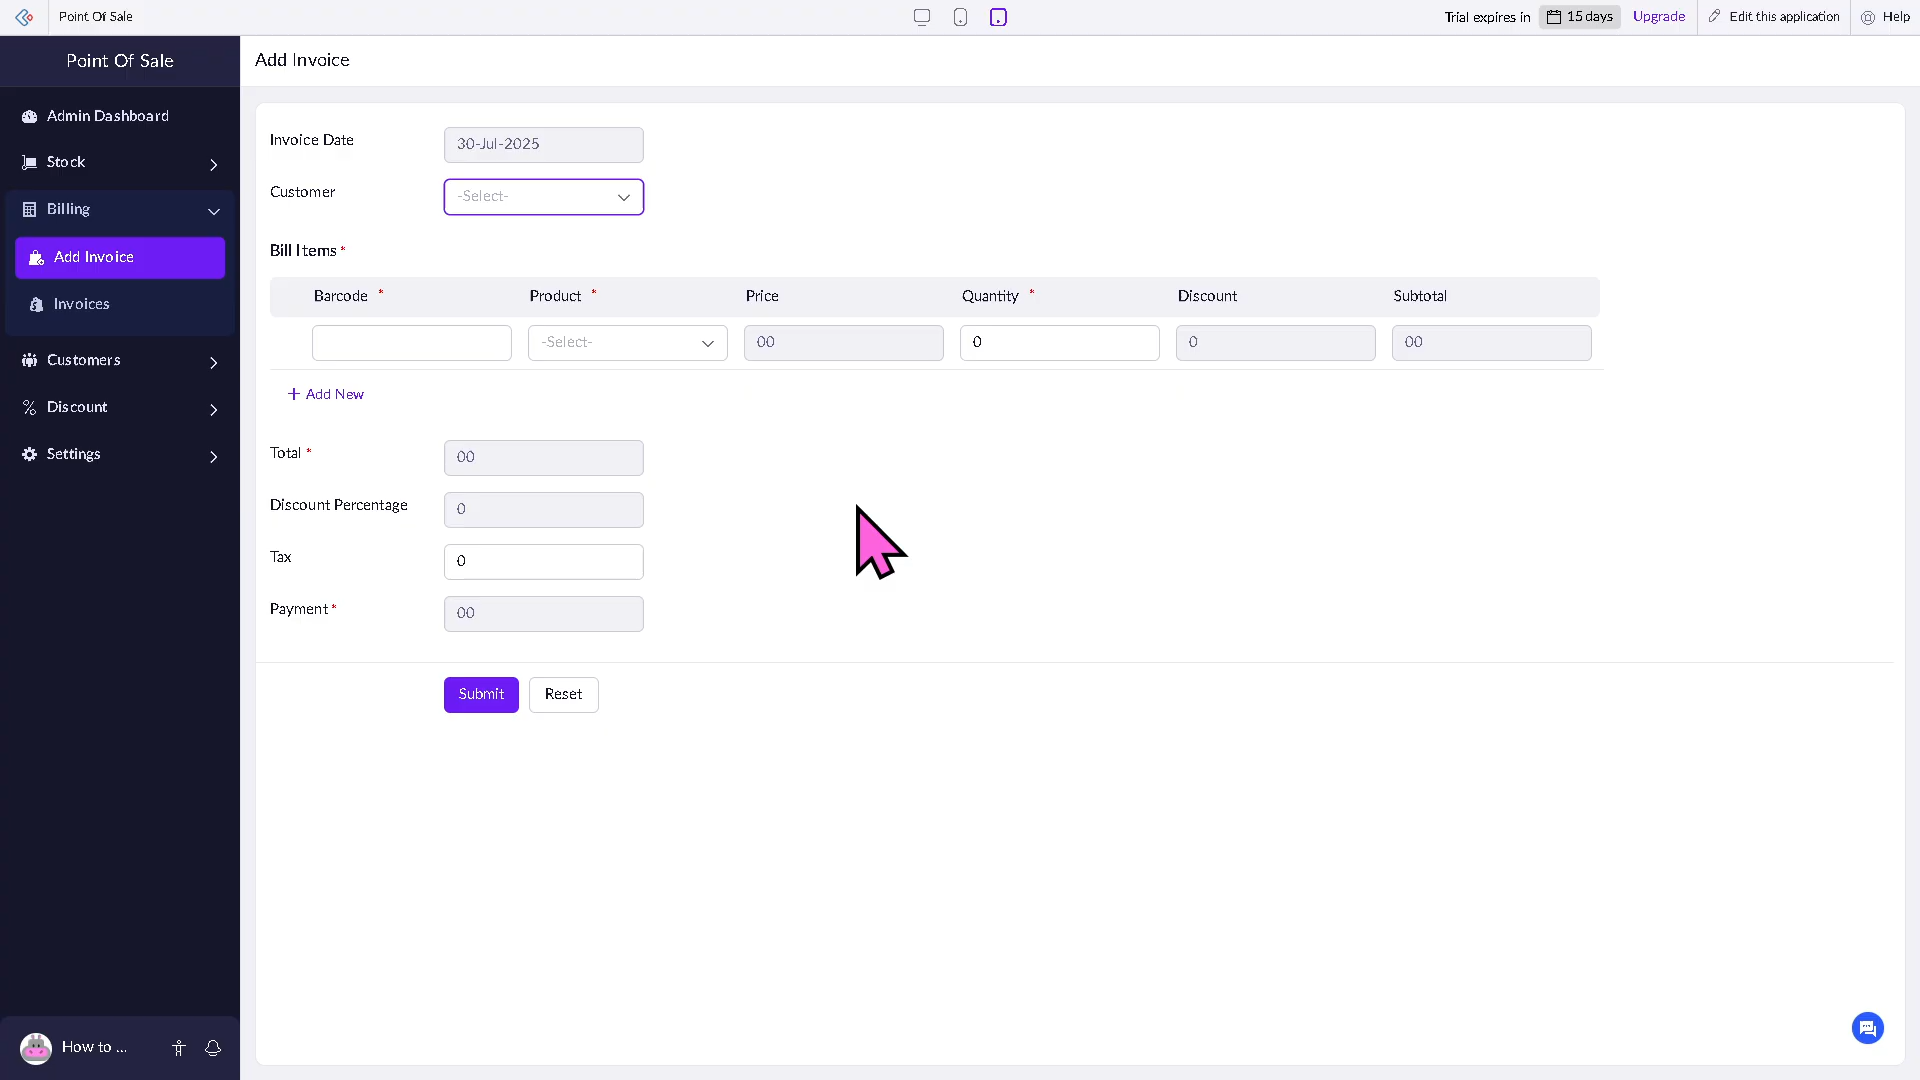 Point Of Sale
Trial expires in 15 days Upgrade Edit this application Help
Point Of Sale
Add Invoice
Admin Dashboard
Stock
Billing
Add Invoice
Invoices
Customers
Discount
Settings
Invoice Date 30-Jul-2025
Customer -Select-
Bill Items *
Barcode * Product * Price Quantity * Discount Subtotal
-Select- 00 0 0 00
+ Add New
Total * 00
Discount Percentage 0
Tax 0
Payment * 00
Submit Reset
How to ...